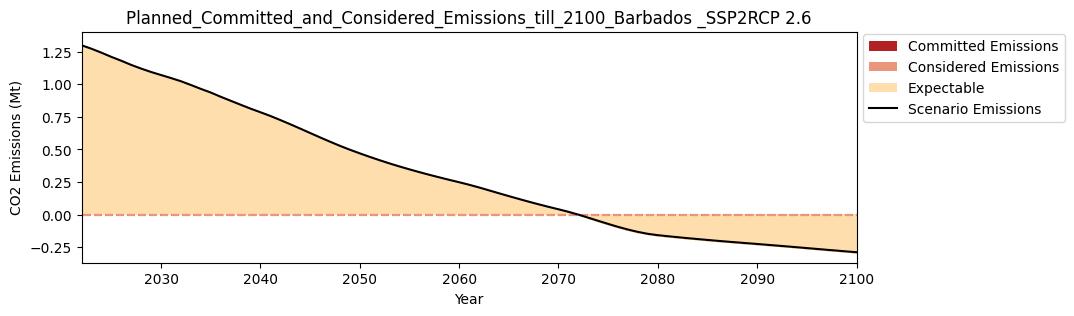 Planned_Committed_and_Considered_Emissions_till_2100_Barbados _SSP2RCP 2.6
Committed Emissions
Considered Emissions
Expectable
Scenario Emissions
CO2 Emissions (Mt)
1.25
1.00
0.75
0.50
0.25
0.00
−0.25
2030
2040
2050
2060
2070
2080
2090
2100
Year